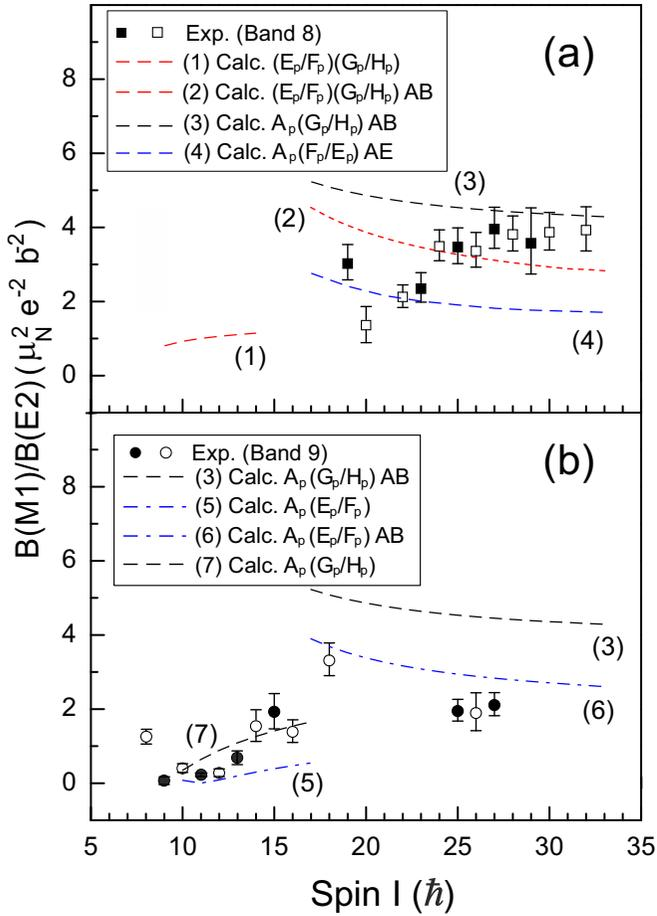 (a)
Exp. (Band 8)
(1) Calc. (Eₚ/Fₚ)(Gₚ/Hₚ)
(2) Calc. (Eₚ/Fₚ)(Gₚ/Hₚ) AB
(3) Calc. Aₚ(Gₚ/Hₚ) AB
(4) Calc. Aₚ(Fₚ/Eₚ) AE
8
6
4
2
0
(3)
(2)
(1)
(4)
B(M1)/B(E2) (μ_N^2 e^-2 b^-2)
(b)
Exp. (Band 9)
(3) Calc. Aₚ(Gₚ/Hₚ) AB
(5) Calc. Aₚ(Eₚ/Fₚ)
(6) Calc. Aₚ(Eₚ/Fₚ) AB
(7) Calc. Aₚ(Gₚ/Hₚ)
8
6
4
2
0
(3)
(6)
(7)
(5)
5 10 15 20 25 30 35
Spin I (ℏ)